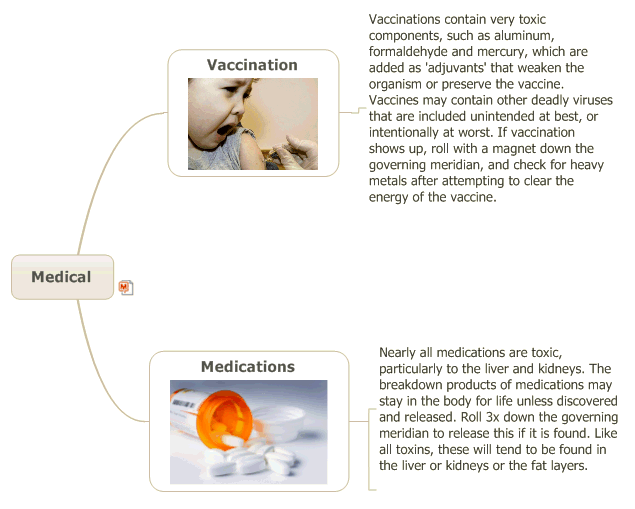 Vaccination
Vaccinations contain very toxic
components, such as aluminum,
formaldehyde and mercury, which are
added as 'adjuvants' that weaken the
organism or preserve the vaccine.
Vaccines may contain other deadly viruses
that are included unintended at best, or
intentionally at worst. If vaccination
shows up, roll with a magnet down the
governing meridian, and check for heavy
metals after attempting to clear the
energy of the vaccine.
Medical
M
Medications
Nearly all medications are toxic,
particularly to the liver and kidneys. The
breakdown products of medications may
stay in the body for life unless discovered
and released. Roll 3x down the governing
meridian to release this if it is found. Like
all toxins, these will tend to be found in
the liver or kidneys or the fat layers.